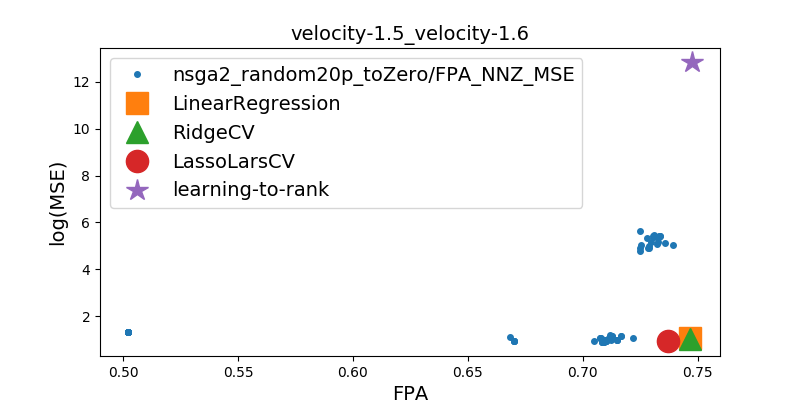 velocity-1.5_velocity-1.6
nsga2_random20p_toZero/FPA_NNZ_MSE
LinearRegression
RidgeCV
LassoLarsCV
learning-to-rank
log(MSE)
12
10
8
6
4
2
0.50 0.55 0.60 0.65 0.70 0.75
FPA